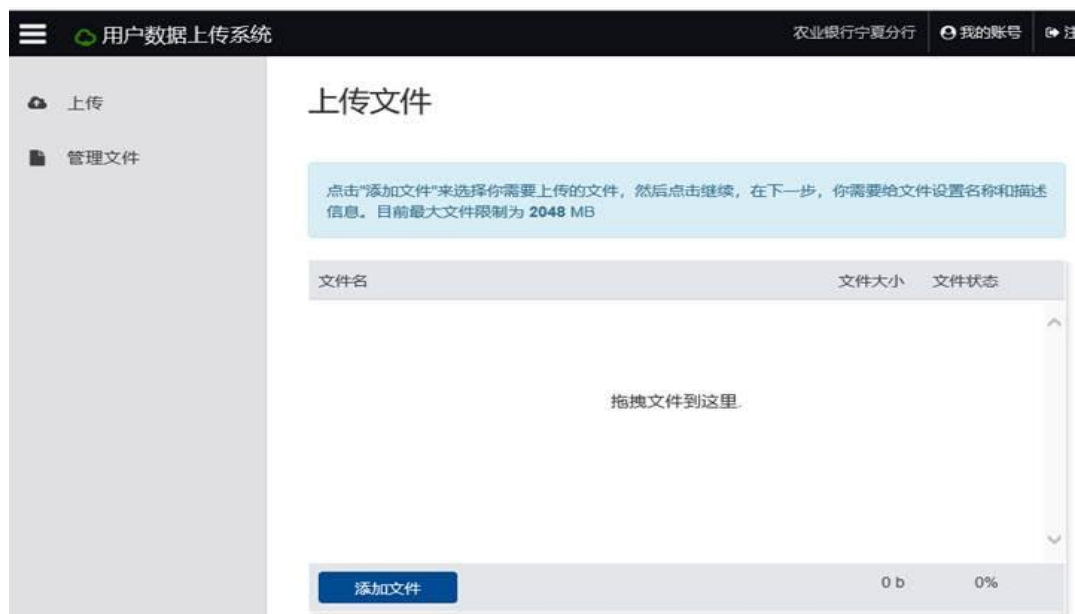 用户数据上传系统 农业银行宁夏分行 我的账号 注
上传
管理文件
上传文件
点击"添加文件"来选择你需要上传的文件，然后点击继续，在下一步，你需要给文件设置名称和描述
信息。目前最大文件限制为 2048 MB
文件名 文件大小 文件状态
拖拽文件到这里.
添加文件 0 b 0%